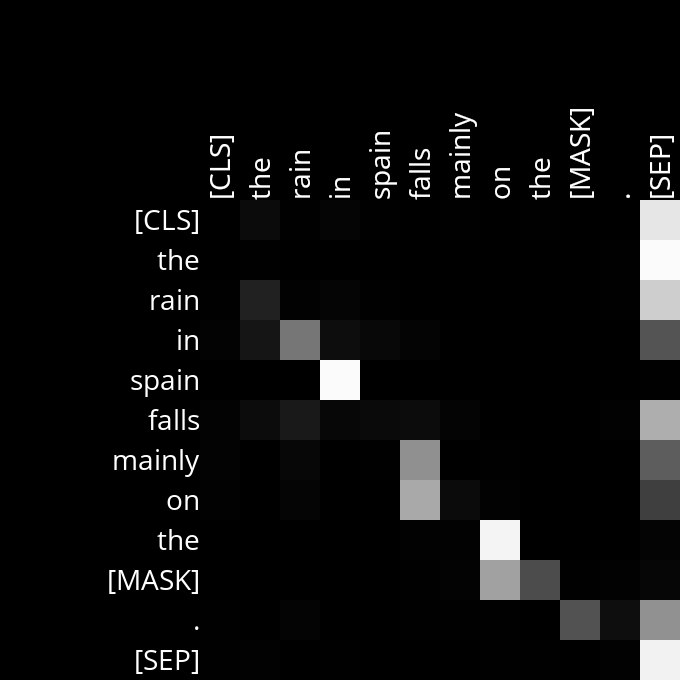 [CLS]
the
rain
in
spain
falls
mainly
on
the
[MASK]
.
[SEP]
[CLS]
the
rain
in
spain
falls
mainly
on
the
[MASK]
.
[SEP]